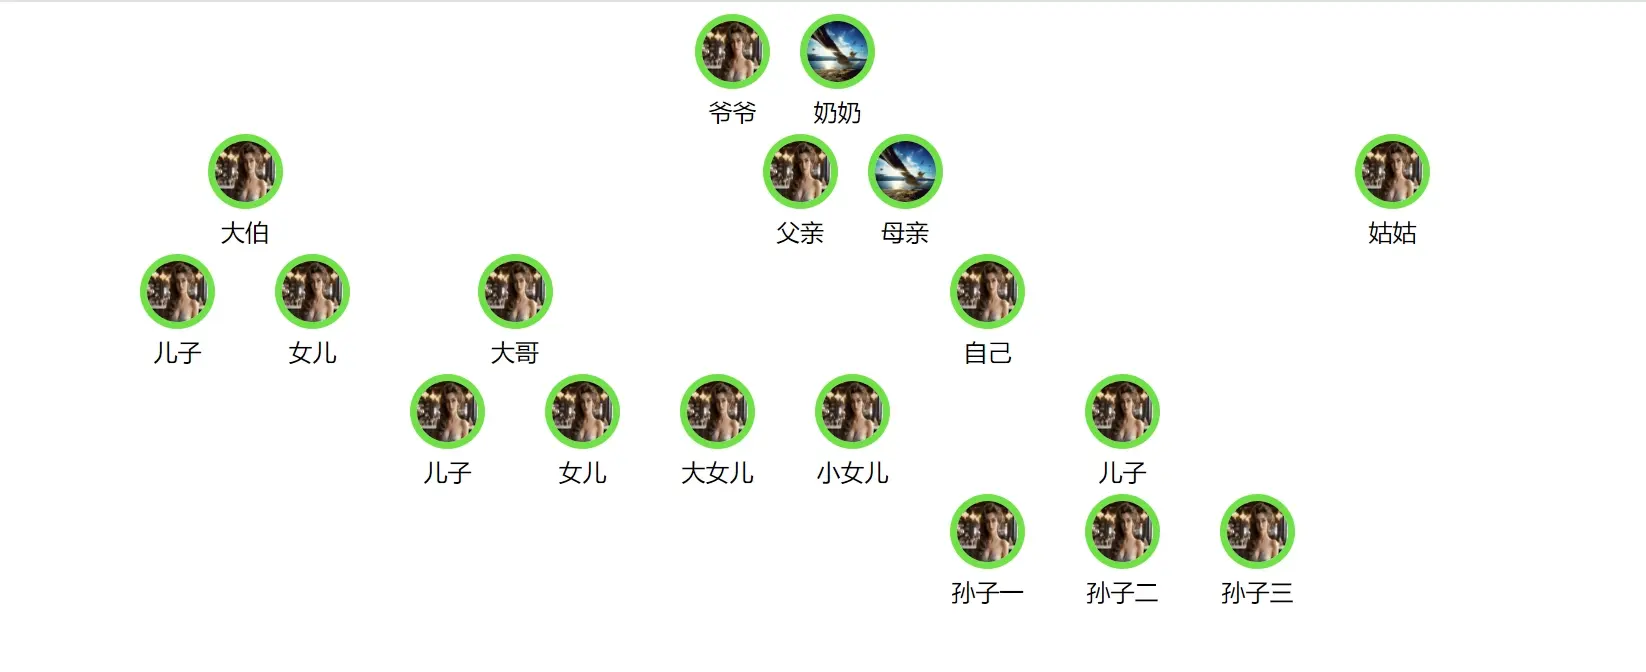 爷爷 奶奶
大伯 父亲 母亲 姑姑
儿子 女儿 大哥 自己
儿子 女儿 大女儿 小女儿 儿子
孙子一 孙子二 孙子三